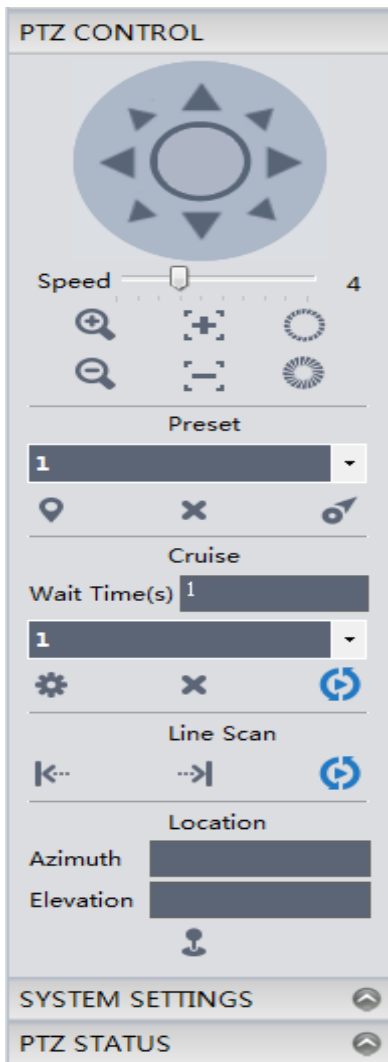 PTZ CONTROL
Speed 4
Preset
1
Cruise
Wait Time(s) 1
1
Line Scan
Location
Azimuth
Elevation
SYSTEM SETTINGS
PTZ STATUS